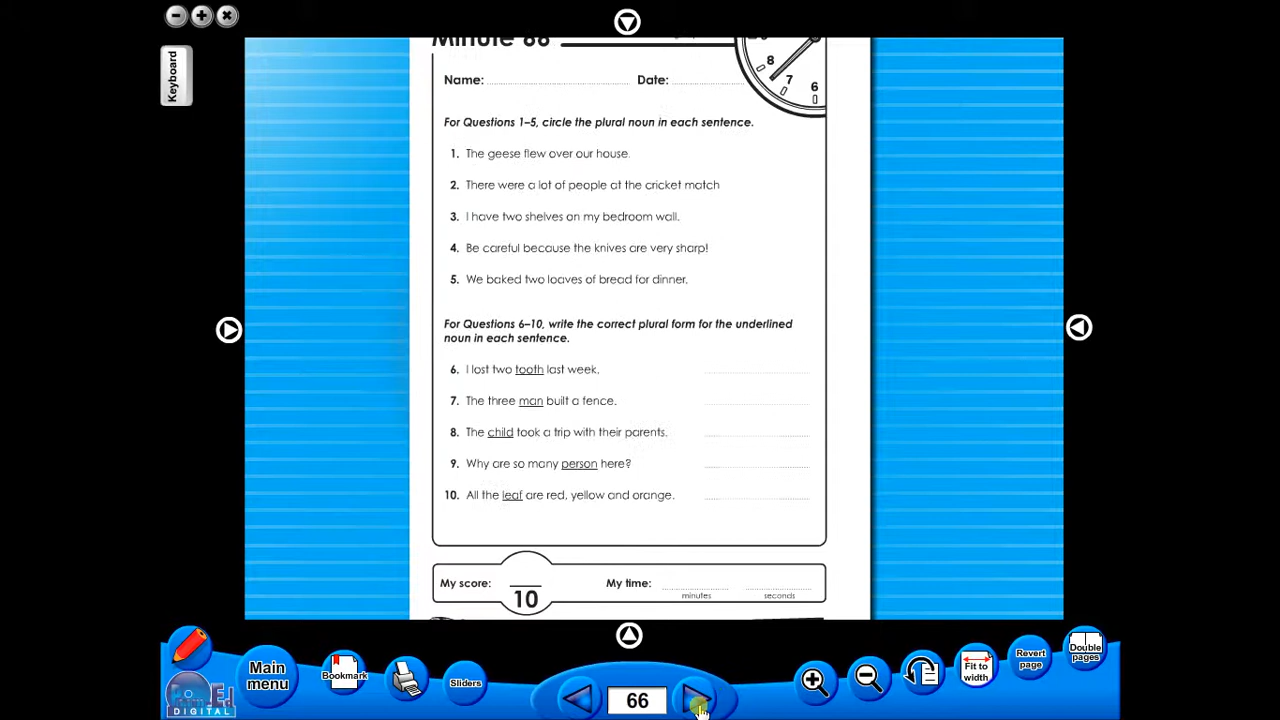 Keyboard
Minute 66
8
7
6
Name: Date:
For Questions 1–5, circle the plural noun in each sentence.
1. The geese flew over our house.
2. There were a lot of people at the cricket match
3. I have two shelves on my bedroom wall.
4. Be careful because the knives are very sharp!
5. We baked two loaves of bread for dinner.
For Questions 6–10, write the correct plural form for the underlined
noun in each sentence.
6. I lost two tooth last week.
7. The three man built a fence.
8. The child took a trip with their parents.
9. Why are so many person here?
10. All the leaf are red, yellow and orange.
My score: 10
My time:
minutes seconds
Main
menu
Bookmark
Sliders
66
Fit to
width
Revert
page
Double
pages
DIGITAL